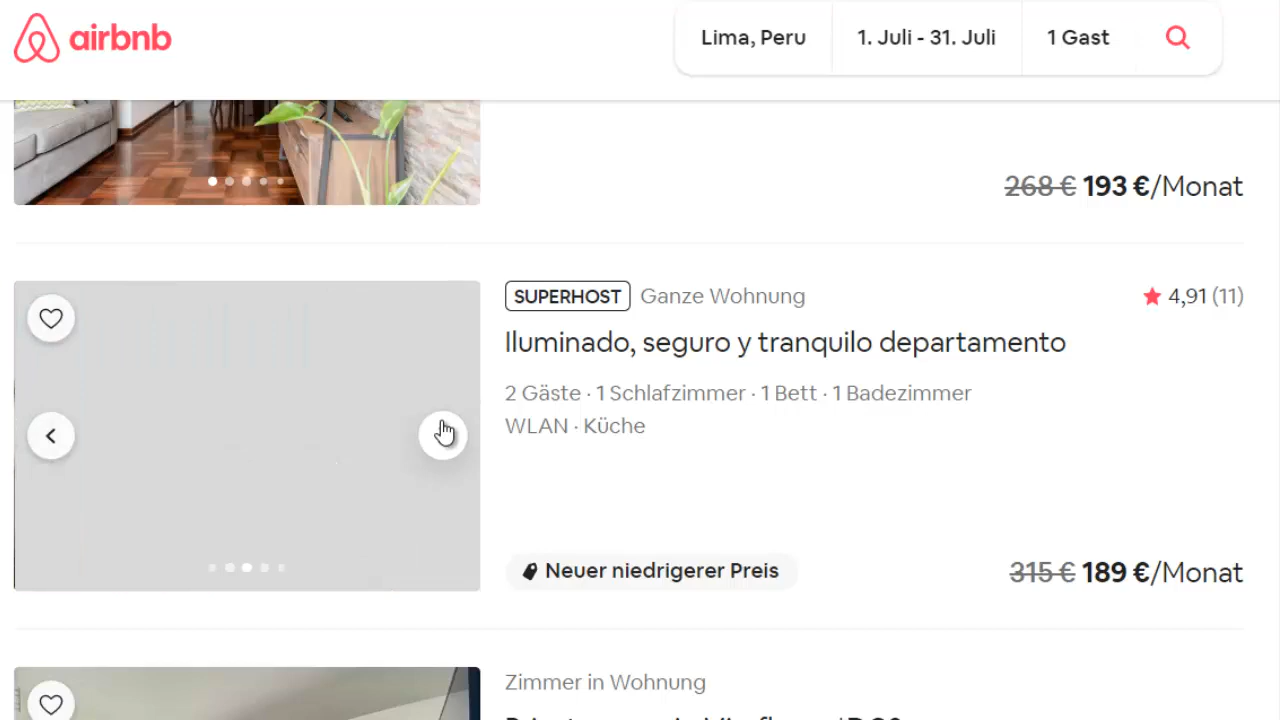 airbnb
Lima, Peru
1. Juli - 31. Juli
1 Gast
268 € 193 €/Monat
SUPERHOST Ganze Wohnung
4,91 (11)
Iluminado, seguro y tranquilo departamento
2 Gäste · 1 Schlafzimmer · 1 Bett · 1 Badezimmer
WLAN · Küche
Neuer niedrigerer Preis
315 € 189 €/Monat
Zimmer in Wohnung